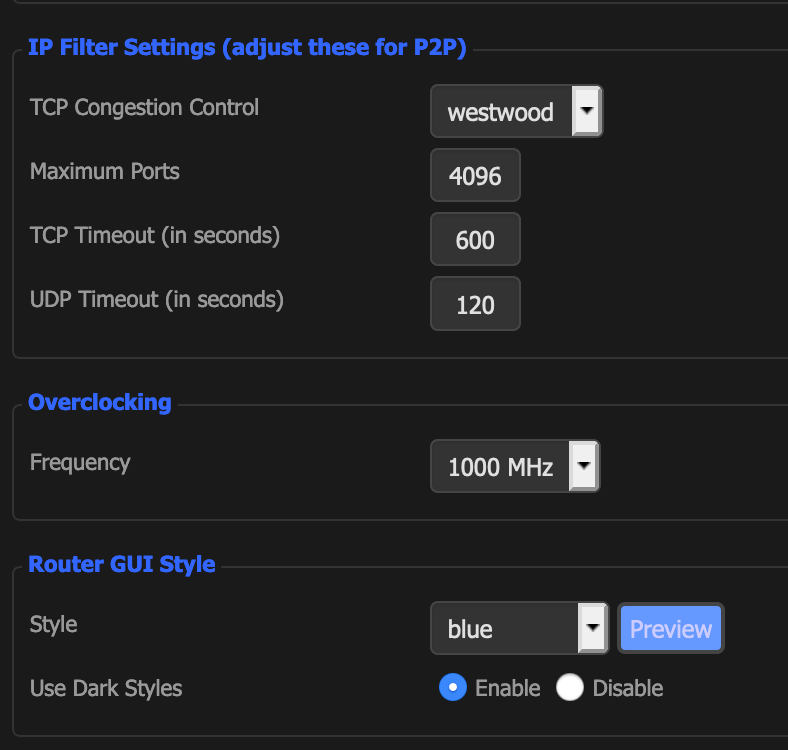 IP Filter Settings (adjust these for P2P)
TCP Congestion Control westwood
Maximum Ports 4096
TCP Timeout (in seconds) 600
UDP Timeout (in seconds) 120
Overclocking
Frequency 1000 MHz
Router GUI Style
Style blue Preview
Use Dark Styles Enable Disable